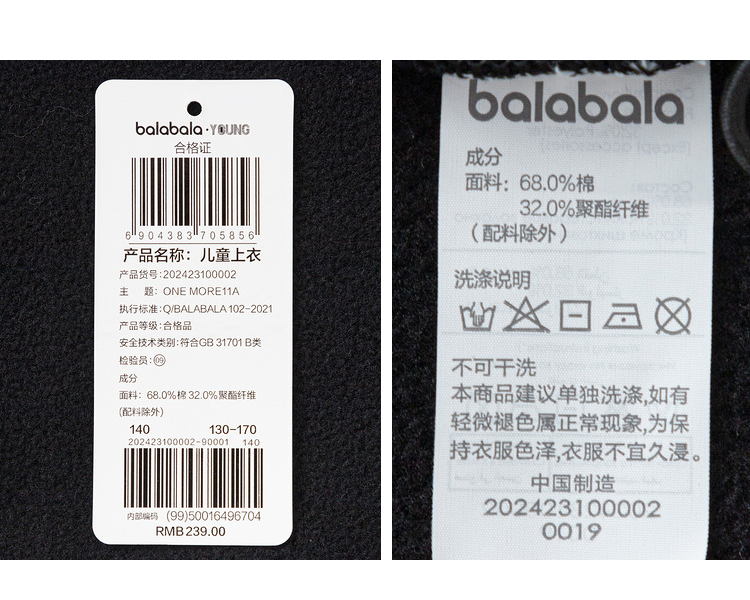 balabala·YOUNG
合格证
6 904383 705856
产品名称：儿童上衣
产品货号：202423100002
主　题：ONE MORE11A
执行标准：Q/BALABALA 102-2021
产品等级：合格品
安全技术类别：符合GB 31701 B类
检验员：09
成分
面料：68.0%棉 32.0%聚酯纤维
(配料除外)
140 130-170
202423100002-90001 140
内部编码 (99)50016496704
RMB 239.00
balabala
成分
面料：68.0%棉
32.0%聚酯纤维
（配料除外）
洗涤说明
不可干洗
本商品建议单独洗涤,如有
轻微褪色属正常现象,为保
持衣服色泽,衣服不宜久浸。
中国制造
202423100002
0019